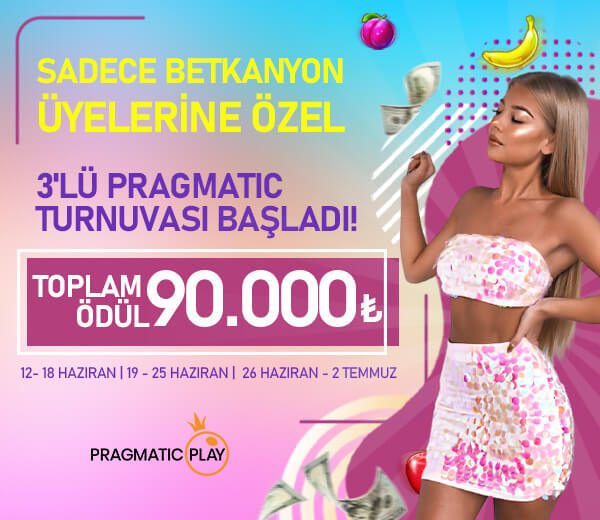 SADECE BETKANYON
ÜYELERİNE ÖZEL
3'LÜ PRAGMATIC
TURNUVASI BAŞLADI!
TOPLAM
ÖDÜL 90.000₺
12- 18 HAZIRAN | 19 - 25 HAZIRAN | 26 HAZIRAN - 2 TEMMUZ
PRAGMATIC PLAY